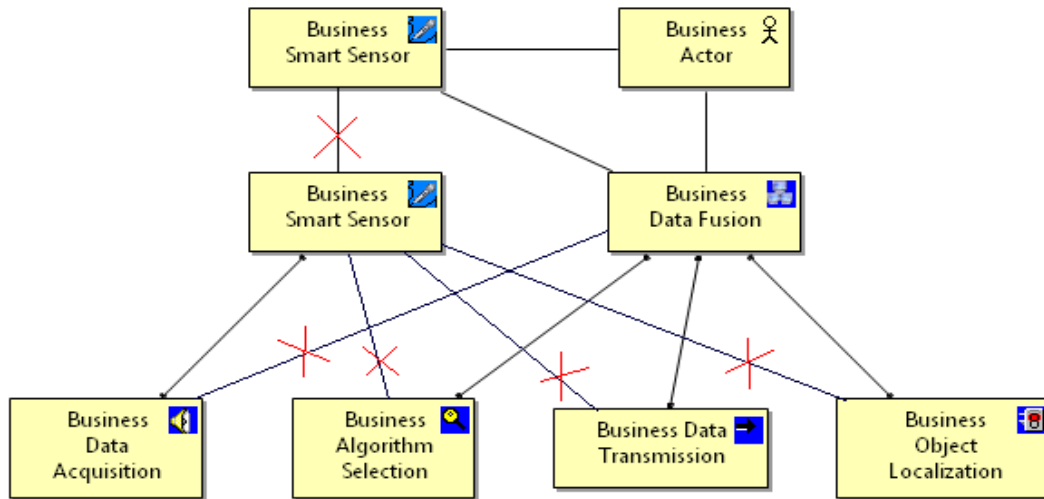 Business
Smart Sensor
Business
Actor
Business
Smart Sensor
Business
Data Fusion
Business
Data
Acquisition
Business
Algorithm
Selection
Business Data
Transmission
Business
Object
Localization